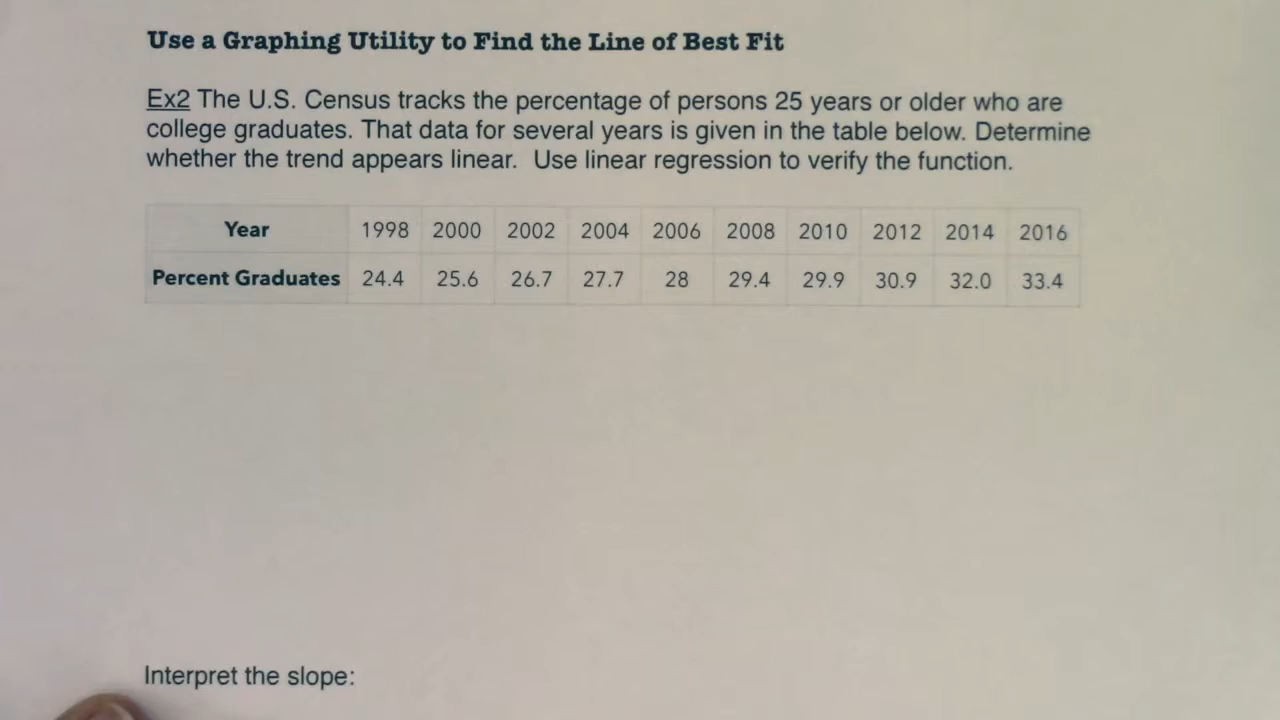 Use a Graphing Utility to Find the Line of Best Fit
Ex2 The U.S. Census tracks the percentage of persons 25 years or older who are
college graduates. That data for several years is given in the table below. Determine
whether the trend appears linear. Use linear regression to verify the function.
Year 1998 2000 2002 2004 2006 2008 2010 2012 2014 2016
Percent Graduates 24.4 25.6 26.7 27.7 28 29.4 29.9 30.9 32.0 33.4
Interpret the slope: